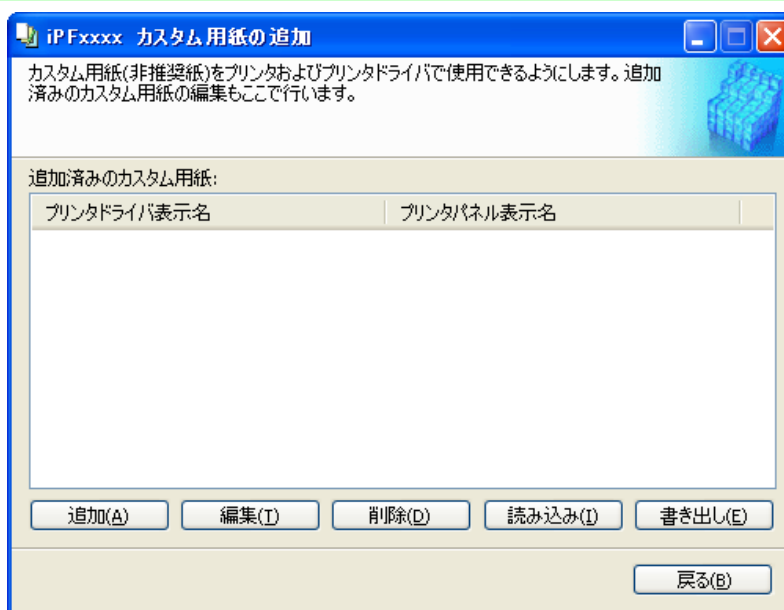 iPFxxxx カスタム用紙の追加
カスタム用紙(非推奨紙)をプリンタおよびプリンタドライバで使用できるようにします。追加
済みのカスタム用紙の編集もここで行います。
追加済みのカスタム用紙:
プリンタドライバ表示名 プリンタパネル表示名
追加(A) 編集(T) 削除(D) 読み込み(I) 書き出し(E)
戻る(B)